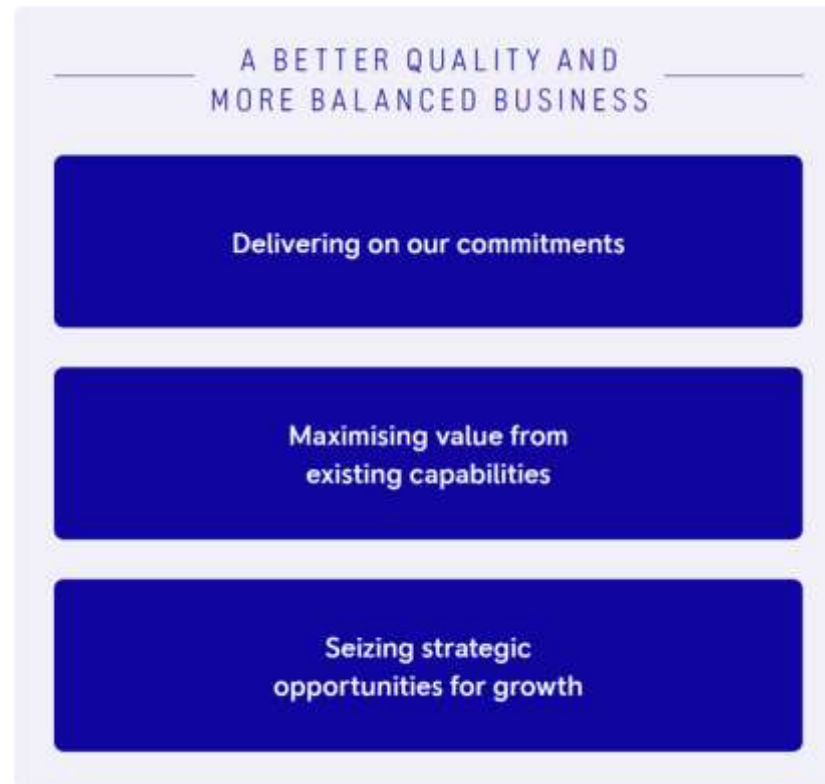 A BETTER QUALITY AND
MORE BALANCED BUSINESS
Delivering on our commitments
Maximising value from
existing capabilities
Seizing strategic
opportunities for growth